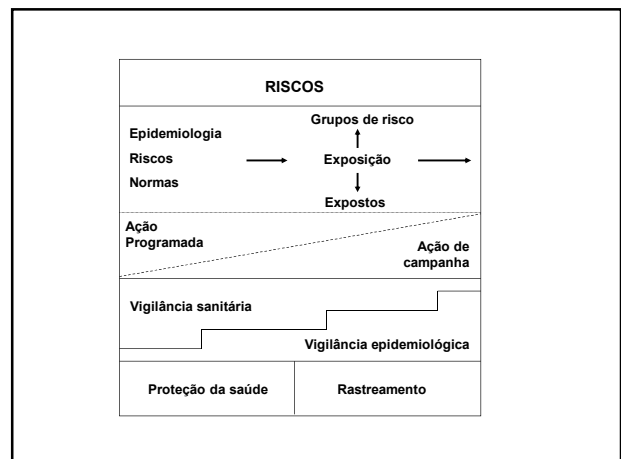 RISCOS
Grupos de risco
Epidemiologia
Riscos
Exposição
Normas
Expostos
Ação
Programada
Ação de
campanha
Vigilância sanitária
Vigilância epidemiológica
Proteção da saúde
Rastreamento